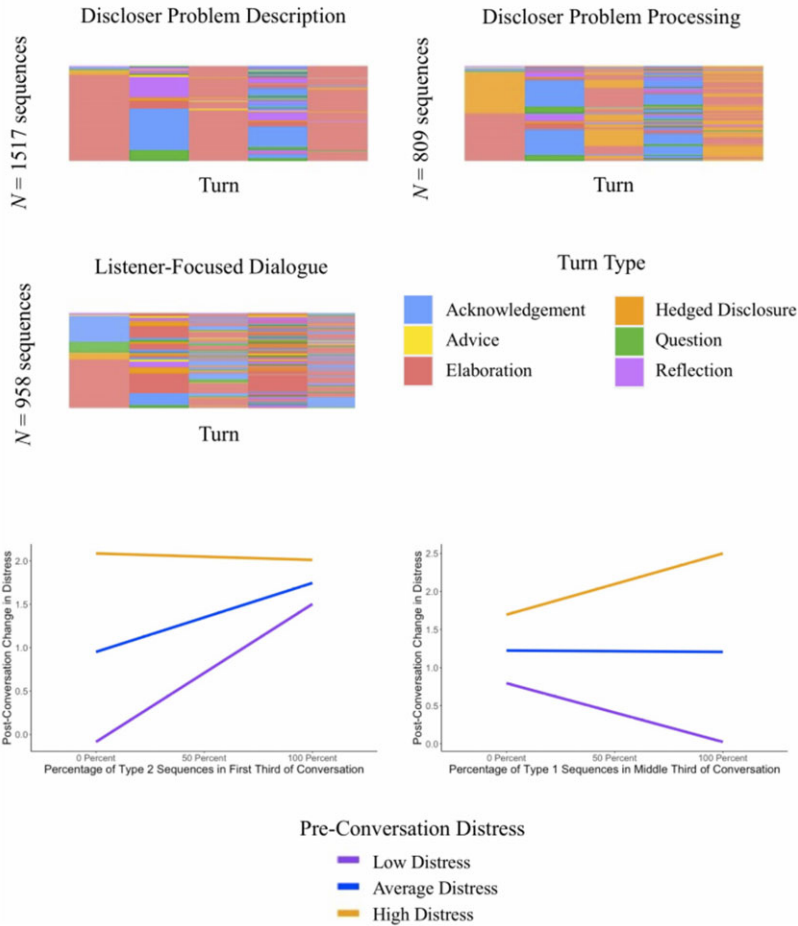 Discloser Problem Description
Discloser Problem Processing
N = 1517 sequences
N = 809 sequences
Turn
Turn
Listener-Focused Dialogue
N = 958 sequences
Turn
Turn Type
Acknowledgement
Advice
Elaboration
Hedged Disclosure
Question
Reflection
Post-Conversation Change in Distress
2.0
1.5
1.0
0.5
0.0
0 Percent
50 Percent
100 Percent
Percentage of Type 2 Sequences in First Third of Conversation
Post-Conversation Change in Distress
2.5
2.0
1.5
1.0
0.5
0.0
0 Percent
50 Percent
100 Percent
Percentage of Type 1 Sequences in Middle Third of Conversation
Pre-Conversation Distress
Low Distress
Average Distress
High Distress